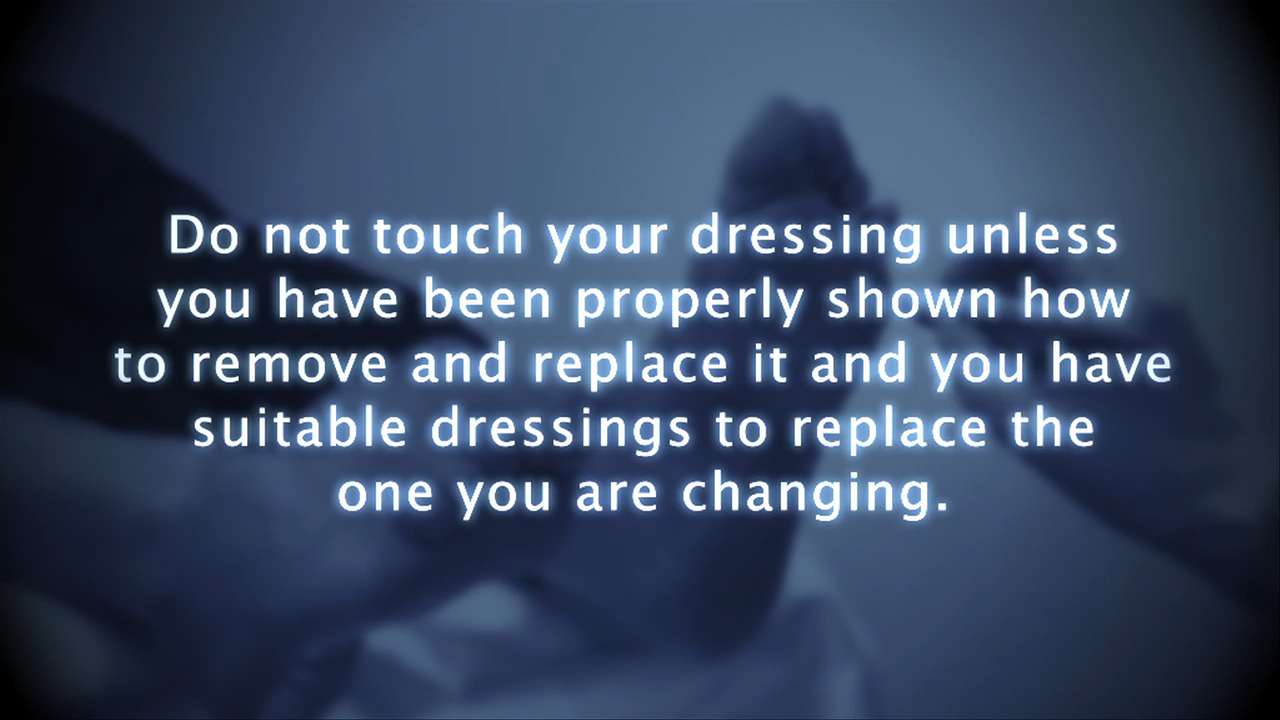 Do not touch your dressing unless
you have been properly shown how
to remove and replace it and you have
suitable dressings to replace the
one you are changing.